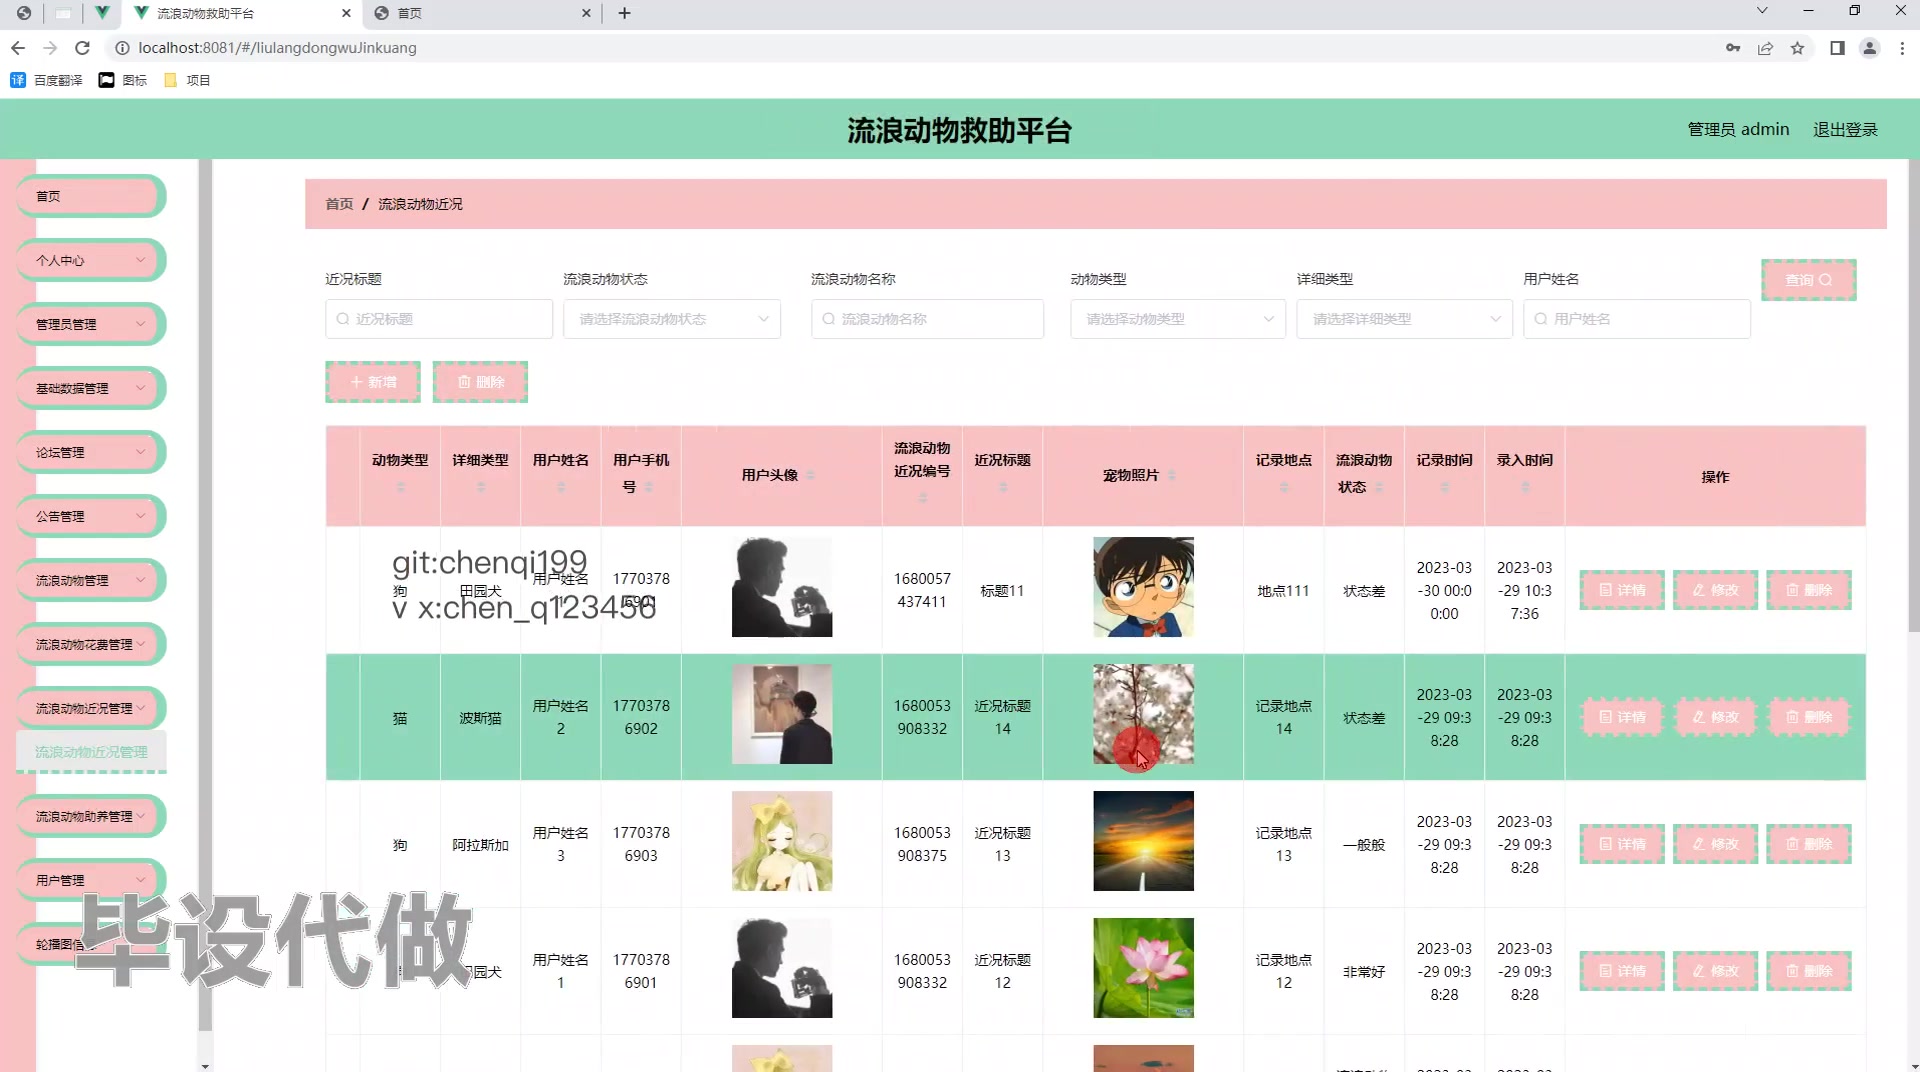 流浪动物救助平台
首页
localhost:8081/#/liulangdongwuJinkuang
百度翻译
图标
项目
流浪动物救助平台
管理员 admin
退出登录
首页
个人中心
管理员管理
基础数据管理
论坛管理
公告管理
流浪动物管理
流浪动物花费管理
流浪动物近况管理
流浪动物近况管理
流浪动物助养管理
用户管理
轮播图信
首页 / 流浪动物近况
近况标题 流浪动物状态 流浪动物名称 动物类型 详细类型 用户姓名
近况标题 请选择流浪动物状态 流浪动物名称 请选择动物类型 请选择详细类型 用户姓名
查询
新增 删除
动物类型 详细类型 用户姓名 用户手机号 用户头像 流浪动物近况编号 近况标题 宠物照片 记录地点 流浪动物状态 记录时间 录入时间 操作
git:chenqi199
v x:chen_q123456
狗 田园犬 用户姓名1 17703786901 1680057437411 标题11 地点111 状态差 2023-03-30 00:00:00 2023-03-29 10:37:36 详情 修改 删除
猫 波斯猫 用户姓名2 17703786902 1680053908332 近况标题14 记录地点14 状态差 2023-03-29 09:38:28 2023-03-29 09:38:28 详情 修改 删除
狗 阿拉斯加 用户姓名3 17703786903 1680053908375 近况标题13 记录地点13 一般般 2023-03-29 09:38:28 2023-03-29 09:38:28 详情 修改 删除
园犬 用户姓名1 17703786901 1680053908332 近况标题12 记录地点12 非常好 2023-03-29 09:38:28 2023-03-29 09:38:28 详情 修改 删除
毕设代做